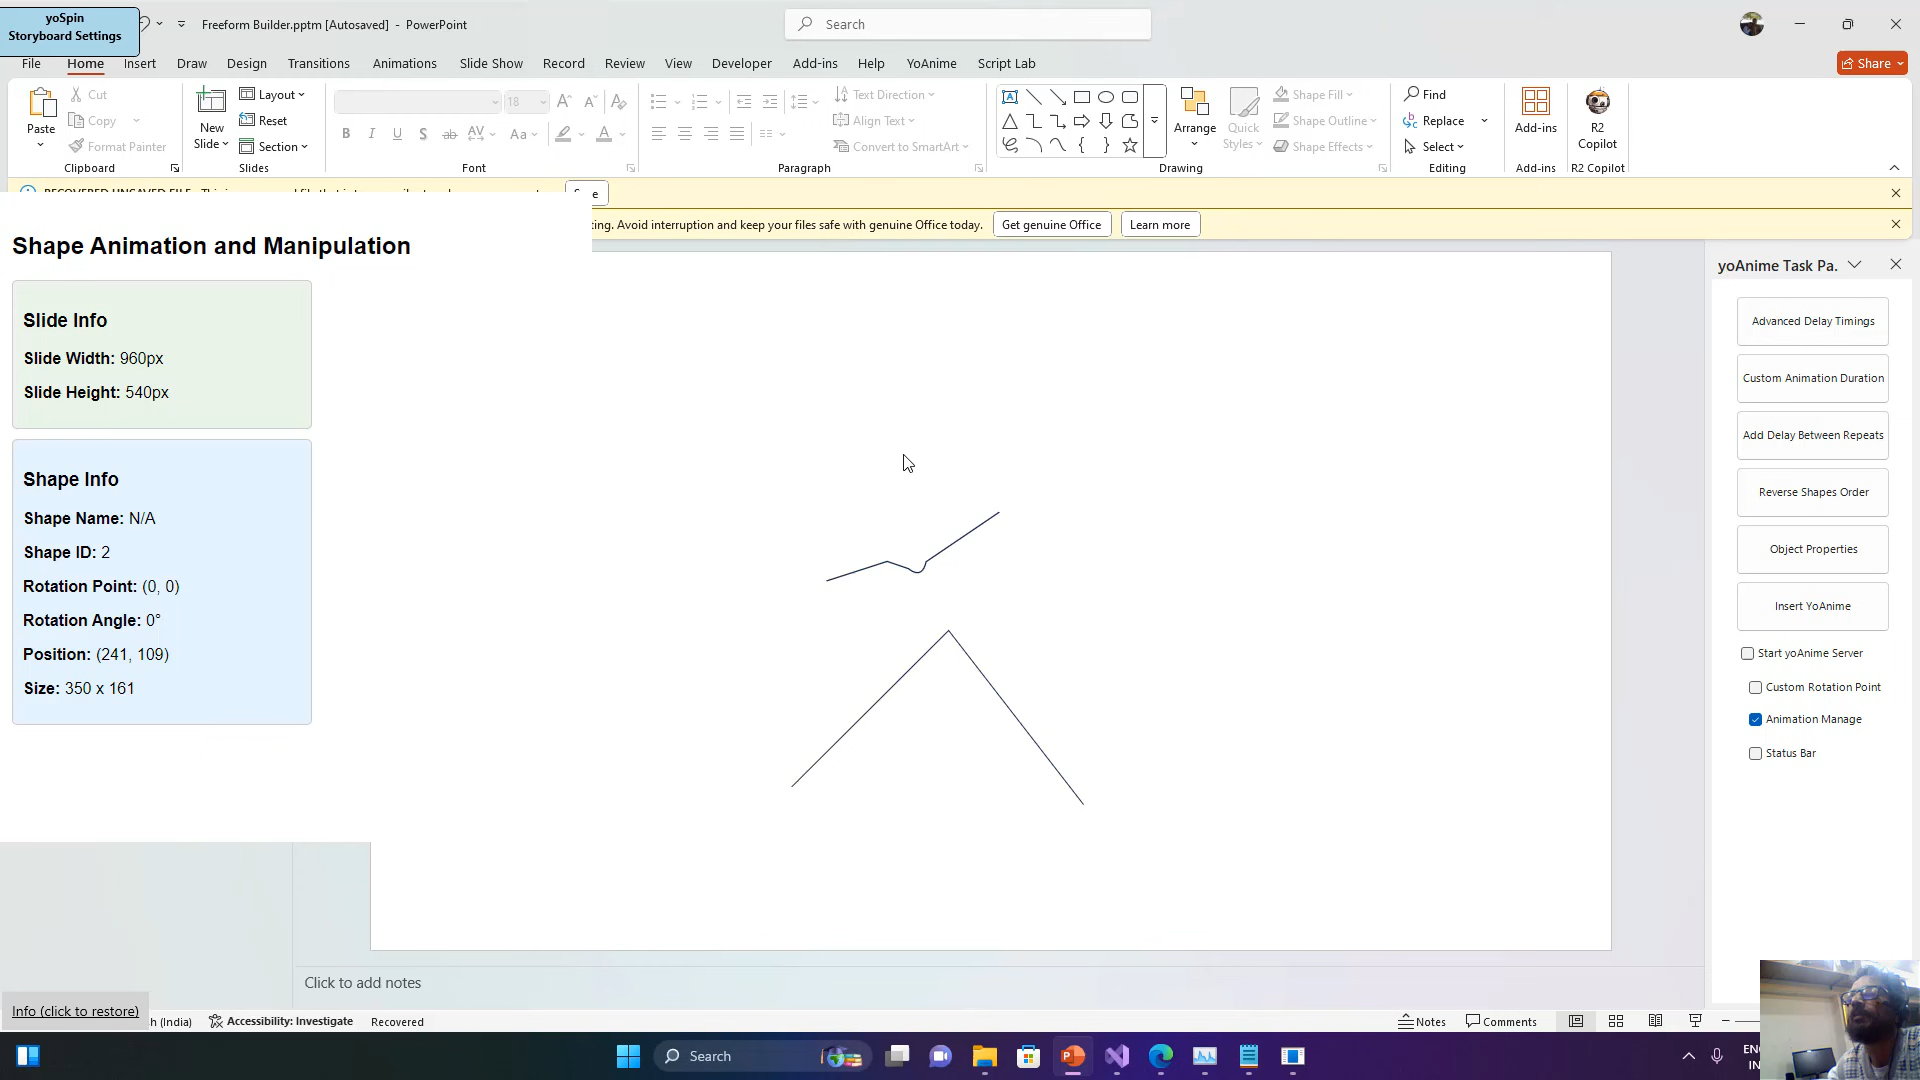 yoSpin
Storyboard Settings
Freeform Builder.pptm [Autosaved] - PowerPoint
Search
File
Home
Insert
Draw
Design
Transitions
Animations
Slide Show
Record
Review
View
Developer
Add-ins
Help
YoAnime
Script Lab
Share
Paste
Cut
Copy
Format Painter
Clipboard
New
Slide
Layout
Reset
Section
Slides
18
Font
Text Direction
Align Text
Convert to SmartArt
Paragraph
Arrange
Quick
Styles
Shape Fill
Shape Outline
Shape Effects
Drawing
Find
Replace
Select
Editing
Add-ins
Add-ins
R2
Copilot
R2 Copilot
ting. Avoid interruption and keep your files safe with genuine Office today.
Get genuine Office
Learn more
Shape Animation and Manipulation
Slide Info
Slide Width: 960px
Slide Height: 540px
Shape Info
Shape Name: N/A
Shape ID: 2
Rotation Point: (0, 0)
Rotation Angle: 0°
Position: (241, 109)
Size: 350 x 161
yoAnime Task Pa.
Advanced Delay Timings
Custom Animation Duration
Add Delay Between Repeats
Reverse Shapes Order
Object Properties
Insert YoAnime
Start yoAnime Server
Custom Rotation Point
Animation Manage
Status Bar
Click to add notes
Info (click to restore)
h (India)
Accessibility: Investigate
Recovered
Notes
Comments
Search
EN
IN